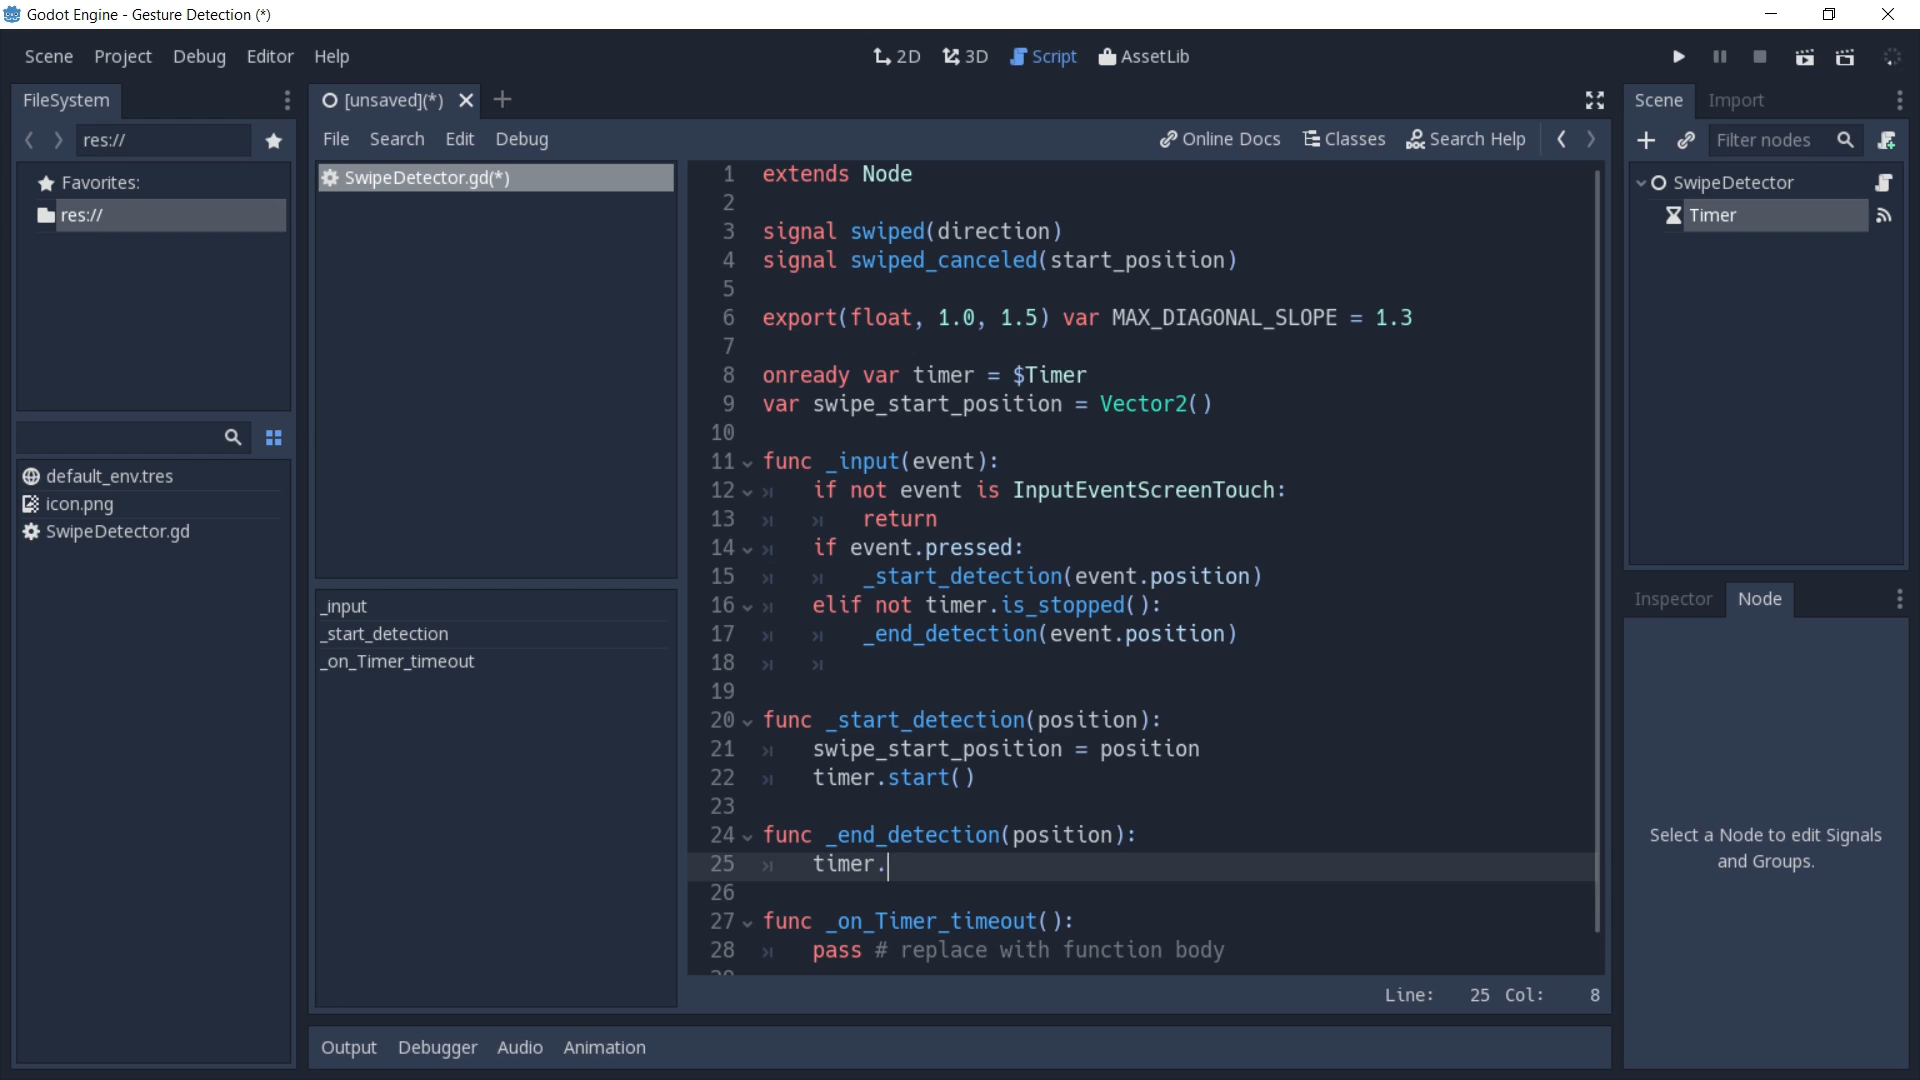 Godot Engine - Gesture Detection (*)
Scene Project Debug Editor Help
2D 3D Script AssetLib
FileSystem
[unsaved](*)
Scene Import
res://
File Search Edit Debug
Online Docs Classes Search Help
Filter nodes
Favorites:
res://
SwipeDetector.gd(*)
SwipeDetector
Timer
default_env.tres
icon.png
SwipeDetector.gd
_input
_start_detection
_on_Timer_timeout
1 extends Node
2
3 signal swiped(direction)
4 signal swiped_canceled(start_position)
5
6 export(float, 1.0, 1.5) var MAX_DIAGONAL_SLOPE = 1.3
7
8 onready var timer = $Timer
9 var swipe_start_position = Vector2()
10
11 func _input(event):
12 if not event is InputEventScreenTouch:
13 return
14 if event.pressed:
15 _start_detection(event.position)
16 elif not timer.is_stopped():
17 _end_detection(event.position)
18
19
20 func _start_detection(position):
21 swipe_start_position = position
22 timer.start()
23
24 func _end_detection(position):
25 timer.
26
27 func _on_Timer_timeout():
28 pass # replace with function body
Line: 25 Col: 8
Inspector Node
Select a Node to edit Signals
and Groups.
Output Debugger Audio Animation